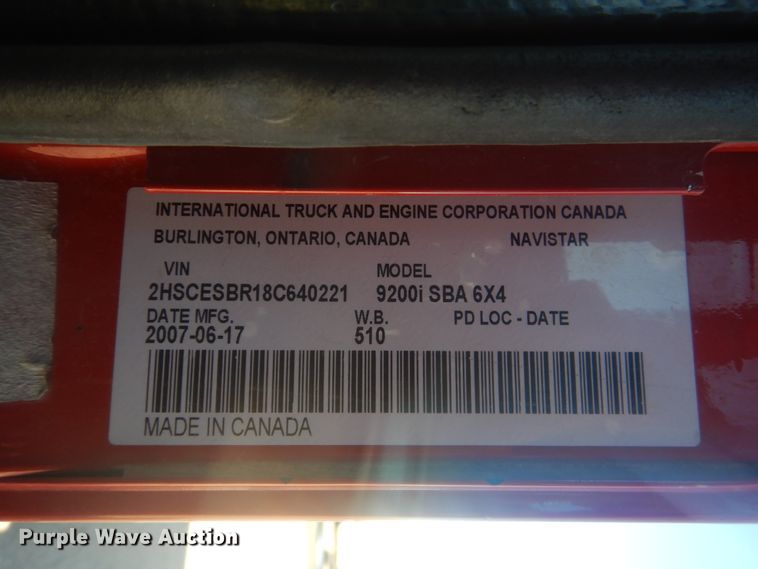 INTERNATIONAL TRUCK AND ENGINE CORPORATION CANADA
BURLINGTON, ONTARIO, CANADA NAVISTAR
VIN MODEL
2HSCESBR18C640221 9200i SBA 6X4
DATE MFG. W.B. PD LOC - DATE
2007-06-17 510
MADE IN CANADA
Purple Wave Auction